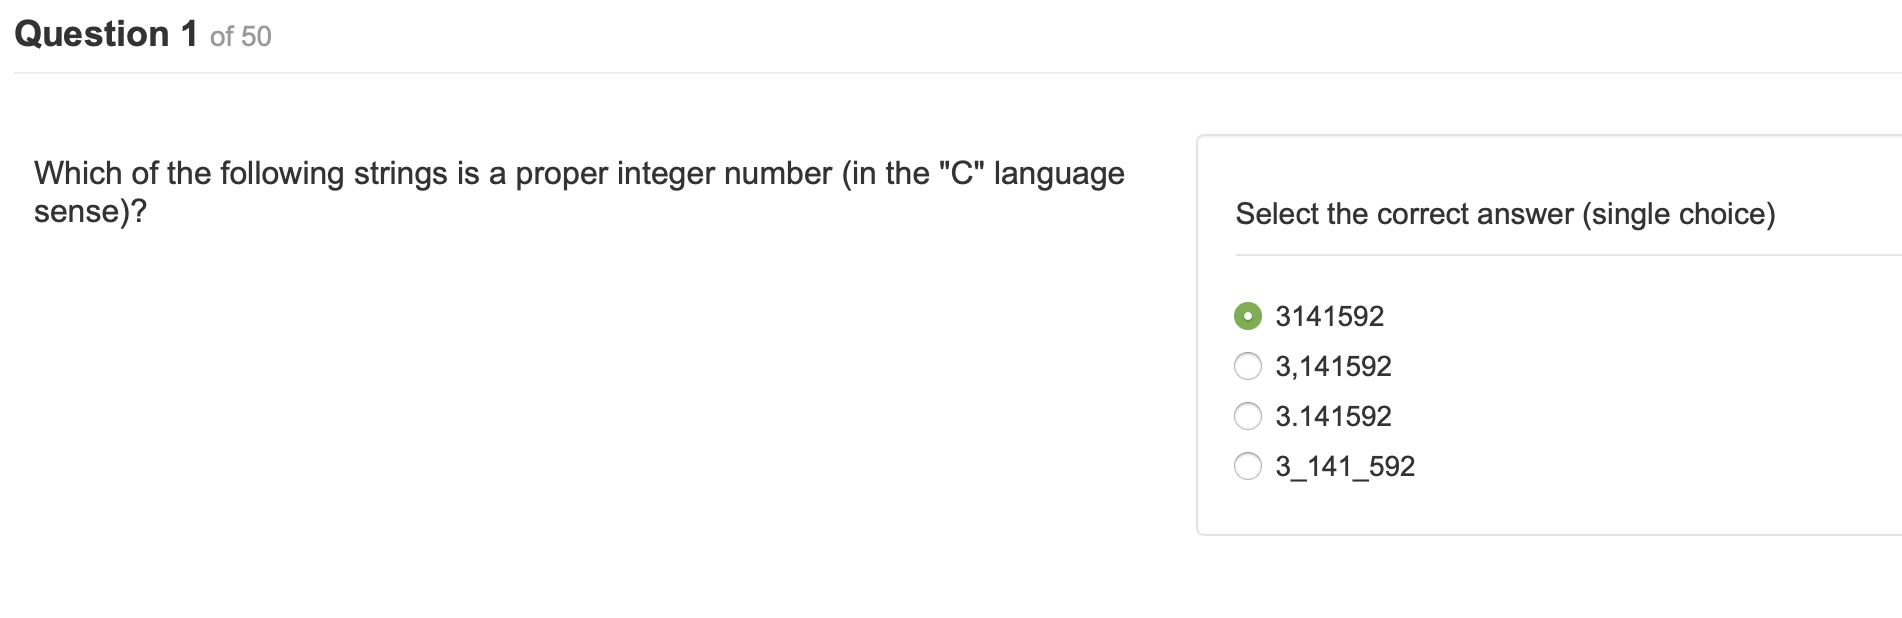 Question 1 of 50
Which of the following strings is a proper integer number (in the "C" language
sense)?
Select the correct answer (single choice)
3141592
3,141592
3.141592
3_141_592